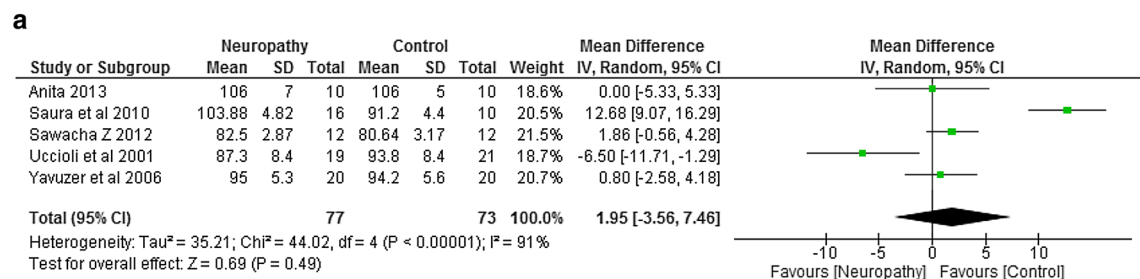 a
Neuropathy Control Mean Difference Mean Difference
Study or Subgroup Mean SD Total Mean SD Total Weight IV, Random, 95% CI IV, Random, 95% CI
Anita 2013 106 7 10 106 5 10 18.6% 0.00 [-5.33, 5.33]
Saura et al 2010 103.88 4.82 16 91.2 4.4 10 20.5% 12.68 [9.07, 16.29]
Sawacha Z 2012 82.5 2.87 12 80.64 3.17 12 21.5% 1.86 [-0.56, 4.28]
Uccioli et al 2001 87.3 8.4 19 93.8 8.4 21 18.7% -6.50 [-11.71, -1.29]
Yavuzer et al 2006 95 5.3 20 94.2 5.6 20 20.7% 0.80 [-2.58, 4.18]
Total (95% CI) 77 73 100.0% 1.95 [-3.56, 7.46]
Heterogeneity: Tau² = 35.21; Chi² = 44.02, df = 4 (P < 0.00001); I² = 91%
Test for overall effect: Z = 0.69 (P = 0.49)
-10 -5 0 5 10
Favours [Neuropathy] Favours [Control]